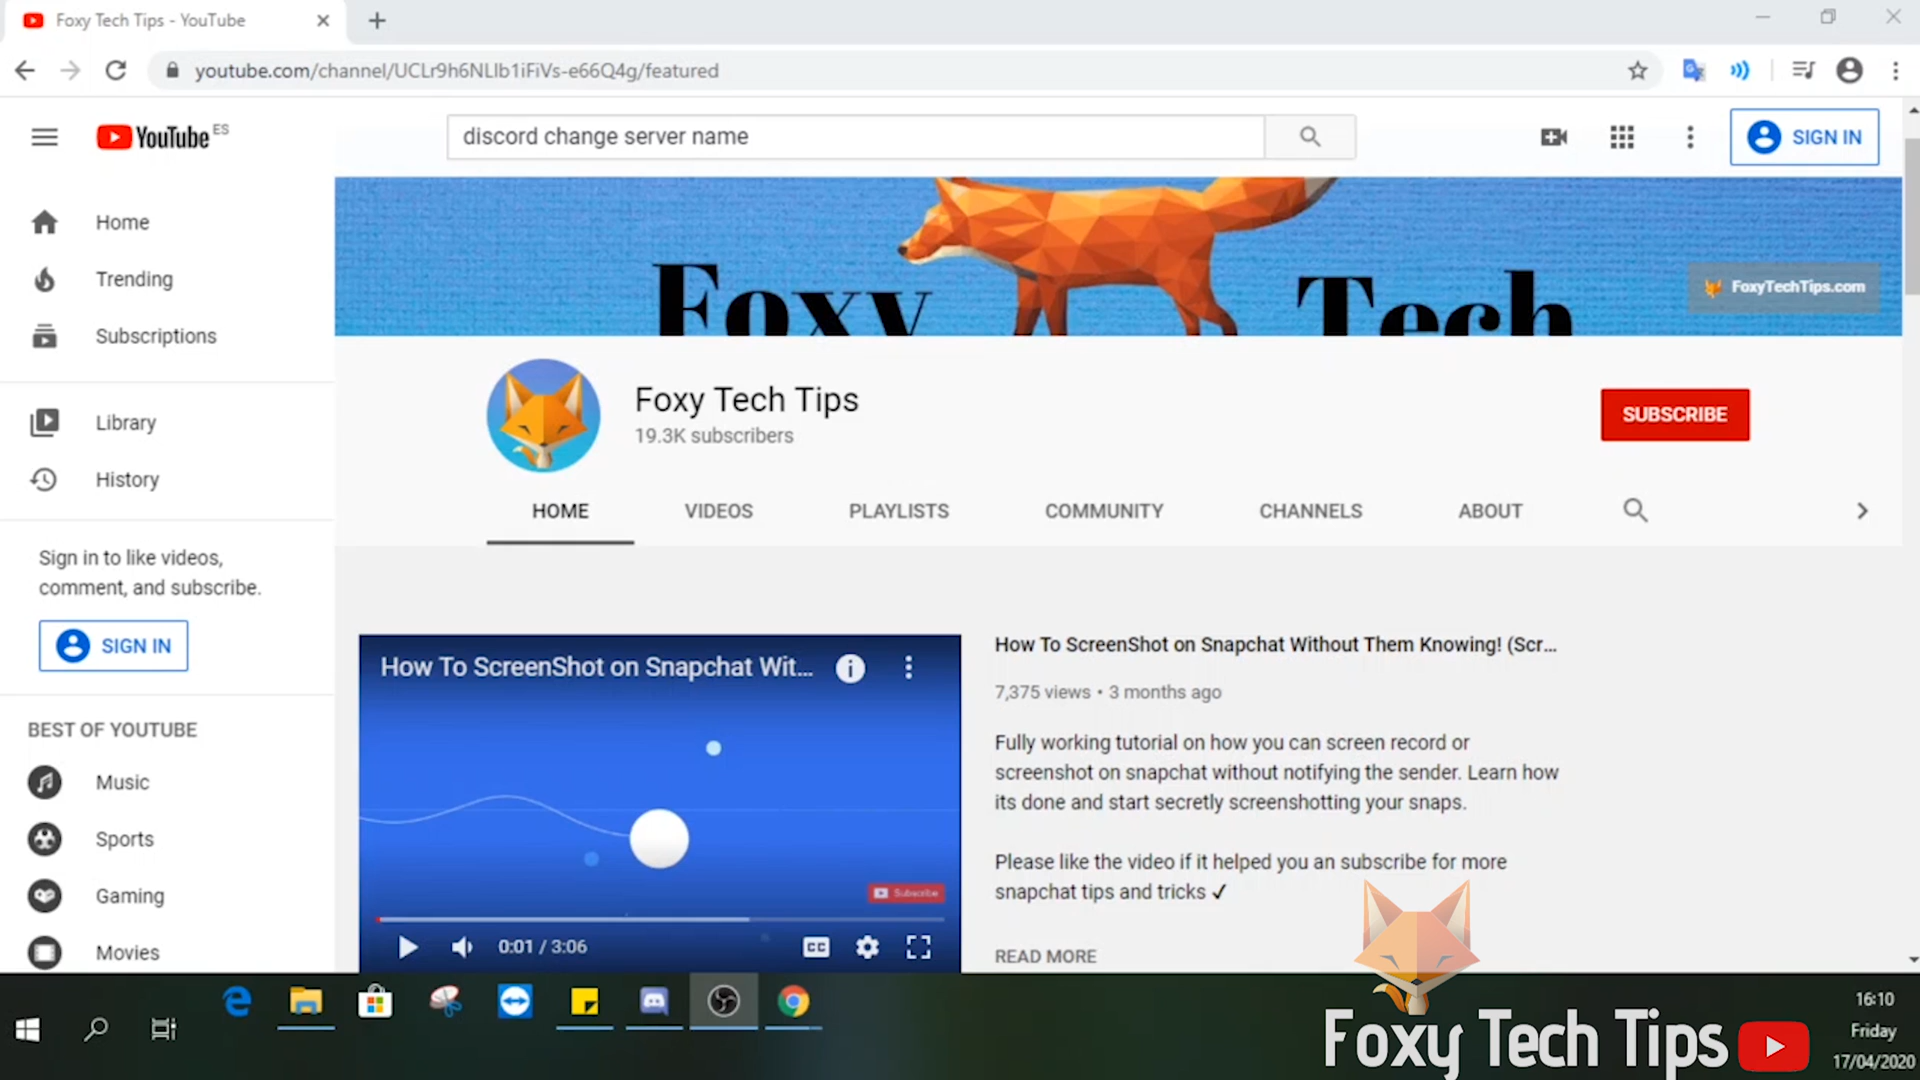 Foxy Tech Tips - YouTube
youtube.com/channel/UCLr9h6NLlb1iFiVs-e66Q4g/featured
YouTube ES
discord change server name
SIGN IN
Home
Trending
Subscriptions
Library
History
Sign in to like videos,
comment, and subscribe.
SIGN IN
BEST OF YOUTUBE
Music
Sports
Gaming
Movies
Foxy Tech
FoxyTechTips.com
Foxy Tech Tips
19.3K subscribers
SUBSCRIBE
HOME VIDEOS PLAYLISTS COMMUNITY CHANNELS ABOUT
How To ScreenShot on Snapchat Wit...
Subscribe
0:01 / 3:06
CC
How To ScreenShot on Snapchat Without Them Knowing! (Scr...
7,375 views • 3 months ago
Fully working tutorial on how you can screen record or
screenshot on snapchat without notifying the sender. Learn how
its done and start secretly screenshotting your snaps.
Please like the video if it helped you an subscribe for more
snapchat tips and tricks ✓
READ MORE
Foxy Tech Tips
16:10
Friday
17/04/2020